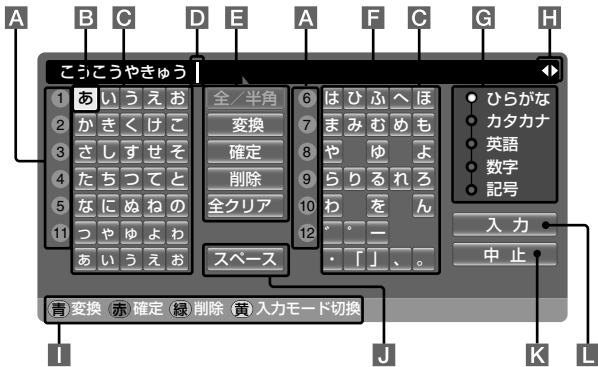 A B C D E A F C G H
こうこうやきゅう
1 あ い う え お 全／半角 6 は ひ ふ へ ほ ひらがな
2 か き く け こ 変換 7 ま み む め も カタカナ
3 さ し す せ そ 確定 8 や ゆ よ 英語
4 た ち つ て と 削除 9 ら り る れ ろ 数字
5 な に ぬ ね の 全クリア 10 わ を ん 記号
11 っ ゃ ゅ ょ ゎ 12 ゛ ゜ ー 入力
ぁ ぃ ぅ ぇ ぉ スペース ・ 「 」 、 。 中止
青 変換 赤 確定 緑 削除 黄 入力モード切換
I J K L